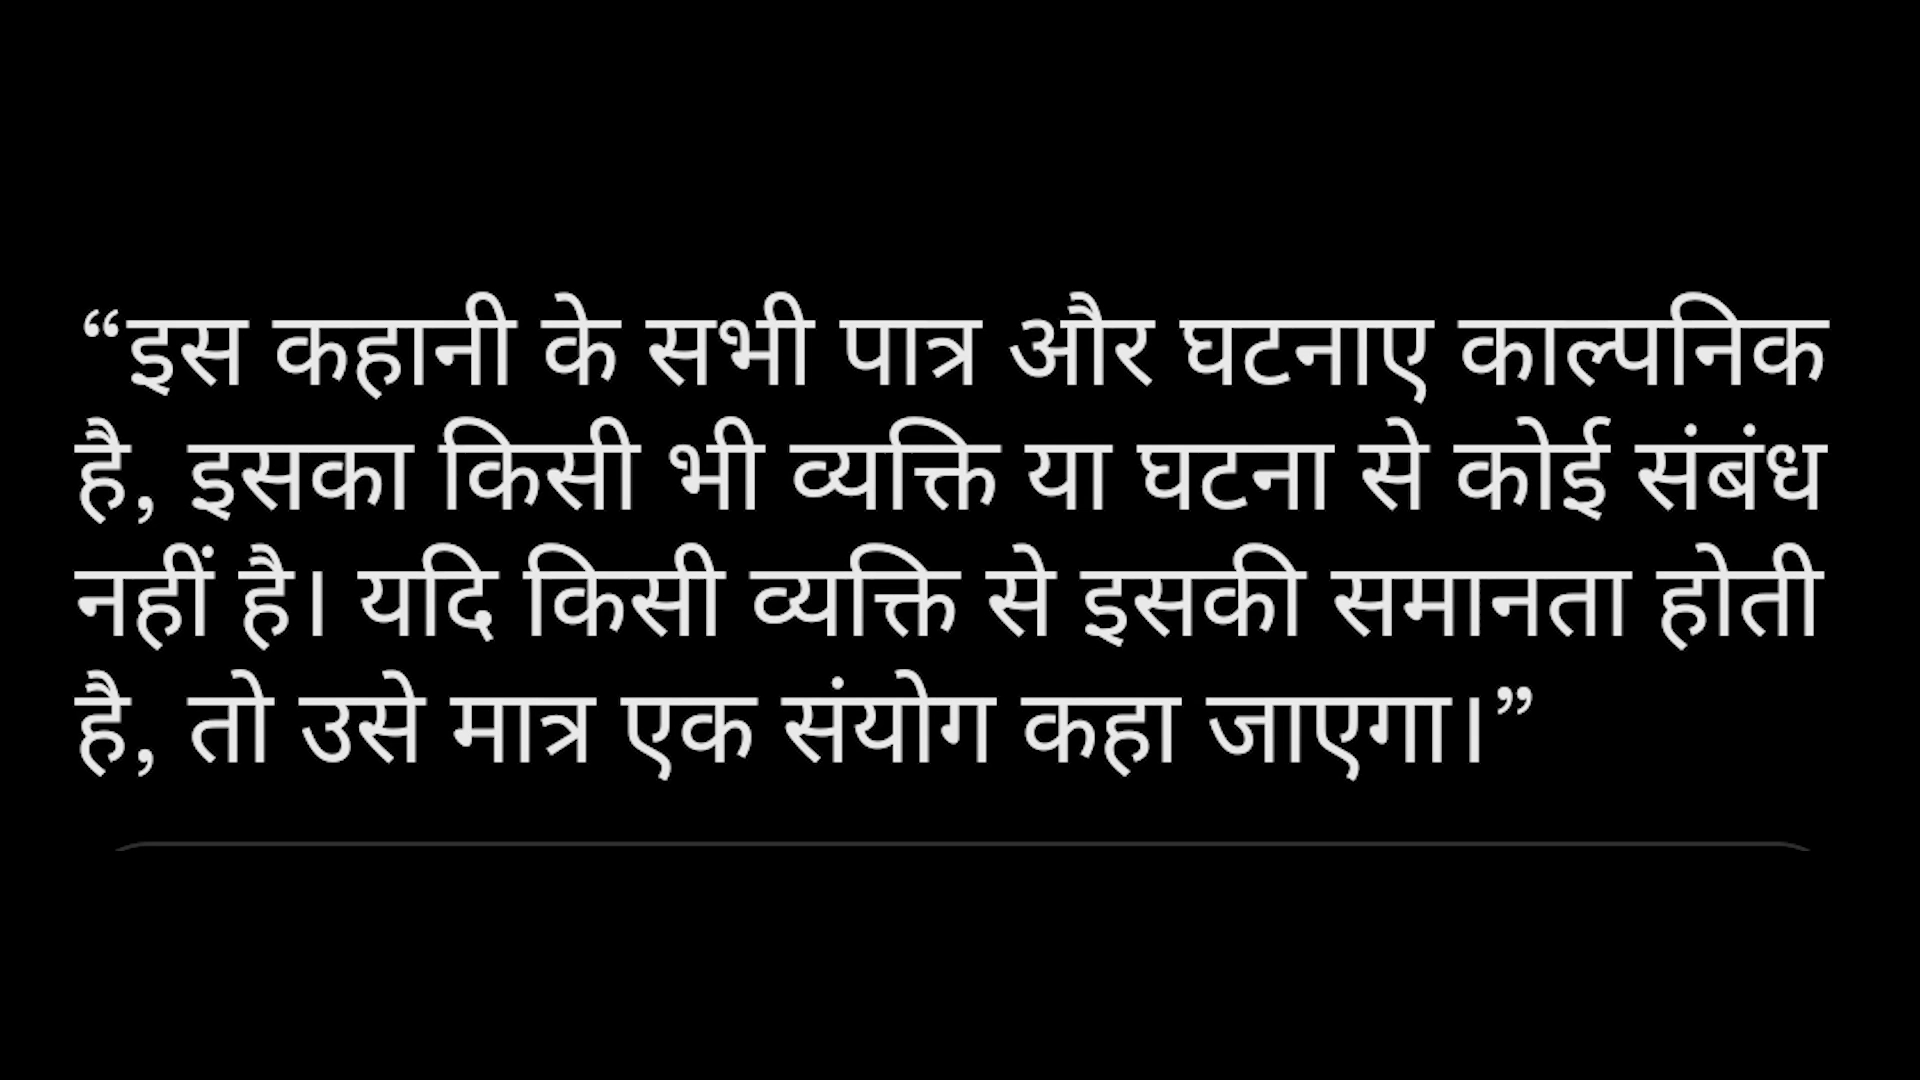 “इस कहानी के सभी पात्र और घटनाए काल्पनिक
है, इसका किसी भी व्यक्ति या घटना से कोई संबंध
नहीं है। यदि किसी व्यक्ति से इसकी समानता होती
है, तो उसे मात्र एक संयोग कहा जाएगा।”